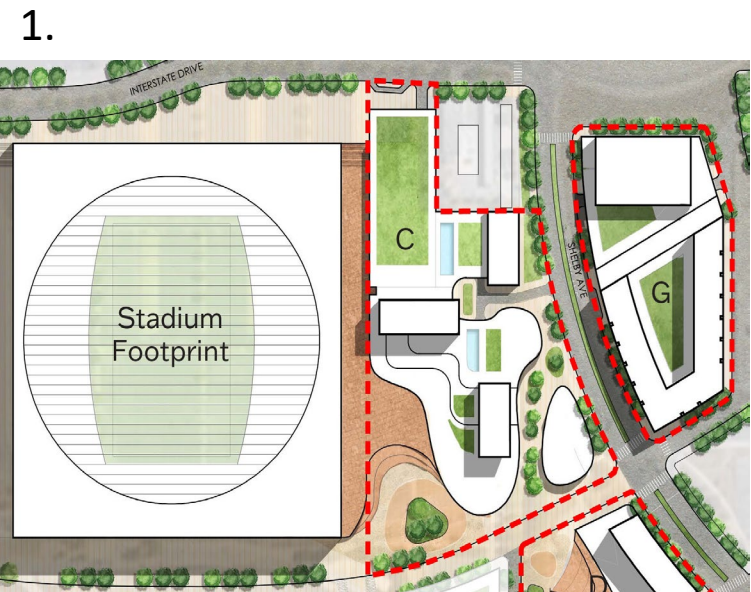 1.
INTERSTATE DRIVE
C
SHELBY AVE
G
Stadium
Footprint